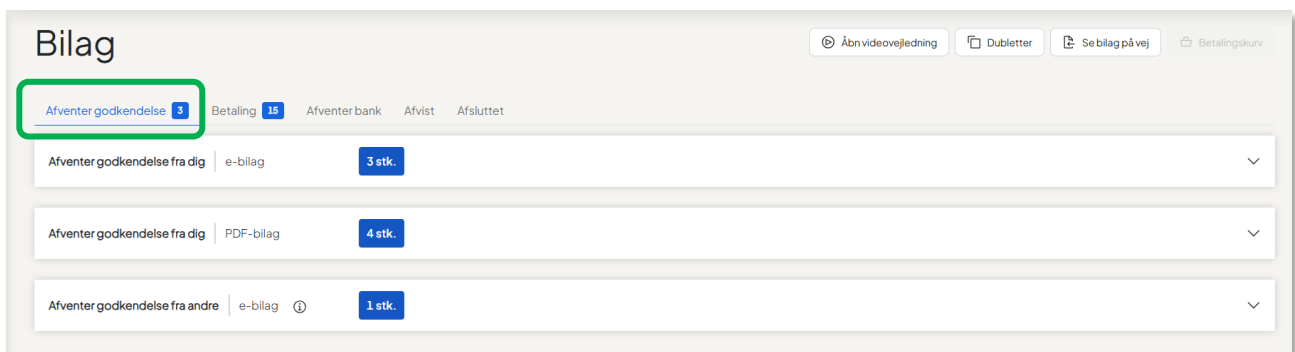 Bilag
Åbn videovejledning Dubletter Se bilag på vej Betalingskurv
Afventer godkendelse 3 Betaling 15 Afventer bank Afvist Afsluttet
Afventer godkendelse fra dig e-bilag 3 stk.
Afventer godkendelse fra dig PDF-bilag 4 stk.
Afventer godkendelse fra andre e-bilag 1 stk.